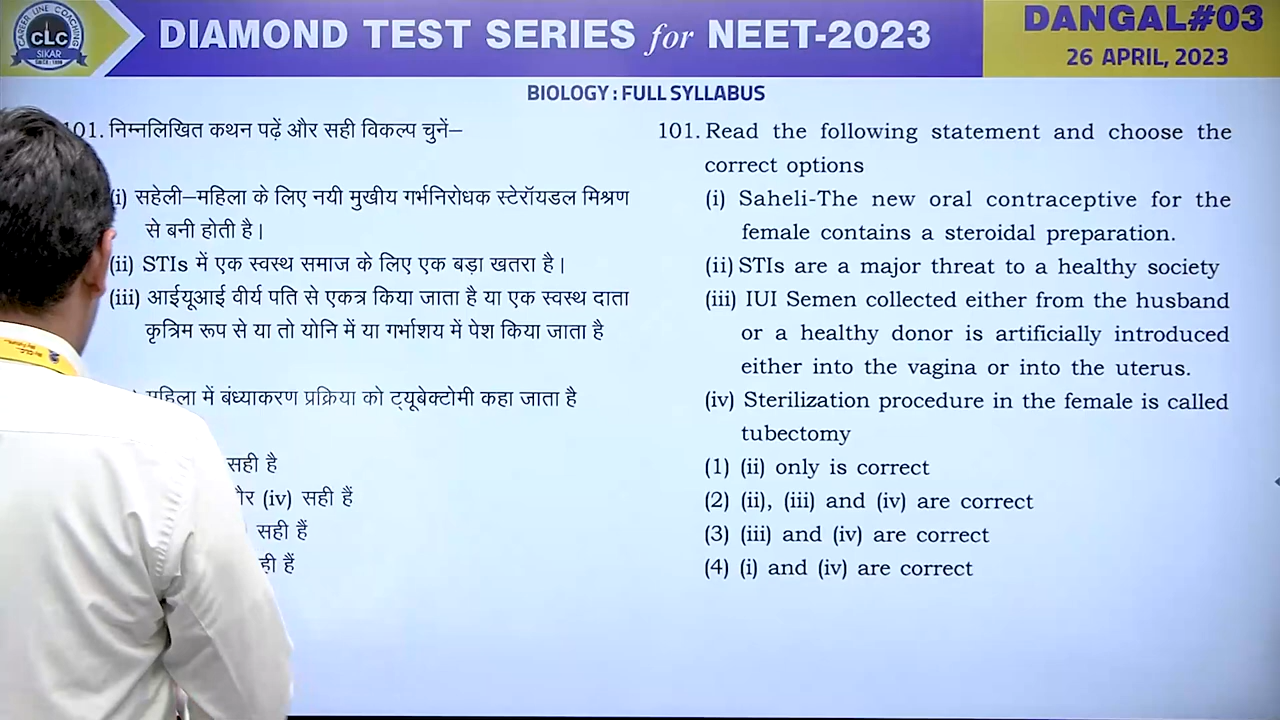 CAREER LINE COACHING
CLC
SIKAR
DIAMOND TEST SERIES for NEET-2023
DANGAL#03
26 APRIL, 2023
BIOLOGY : FULL SYLLABUS
01. निम्नलिखित कथन पढ़ें और सही विकल्प चुनें–
(i) सहेली–महिला के लिए नयी मुखीय गर्भनिरोधक स्टेरॉयडल मिश्रण
से बनी होती है।
(ii) STIs में एक स्वस्थ समाज के लिए एक बड़ा खतरा है।
(iii) आईयूआई वीर्य पति से एकत्र किया जाता है या एक स्वस्थ दाता
कृत्रिम रूप से या तो योनि में या गर्भाशय में पेश किया जाता है
महिला में बंध्याकरण प्रक्रिया को ट्यूबेक्टोमी कहा जाता है
सही है
और (iv) सही हैं
सही हैं
सही हैं
101. Read the following statement and choose the
correct options
(i) Saheli-The new oral contraceptive for the
female contains a steroidal preparation.
(ii) STIs are a major threat to a healthy society
(iii) IUI Semen collected either from the husband
or a healthy donor is artificially introduced
either into the vagina or into the uterus.
(iv) Sterilization procedure in the female is called
tubectomy
(1) (ii) only is correct
(2) (ii), (iii) and (iv) are correct
(3) (iii) and (iv) are correct
(4) (i) and (iv) are correct